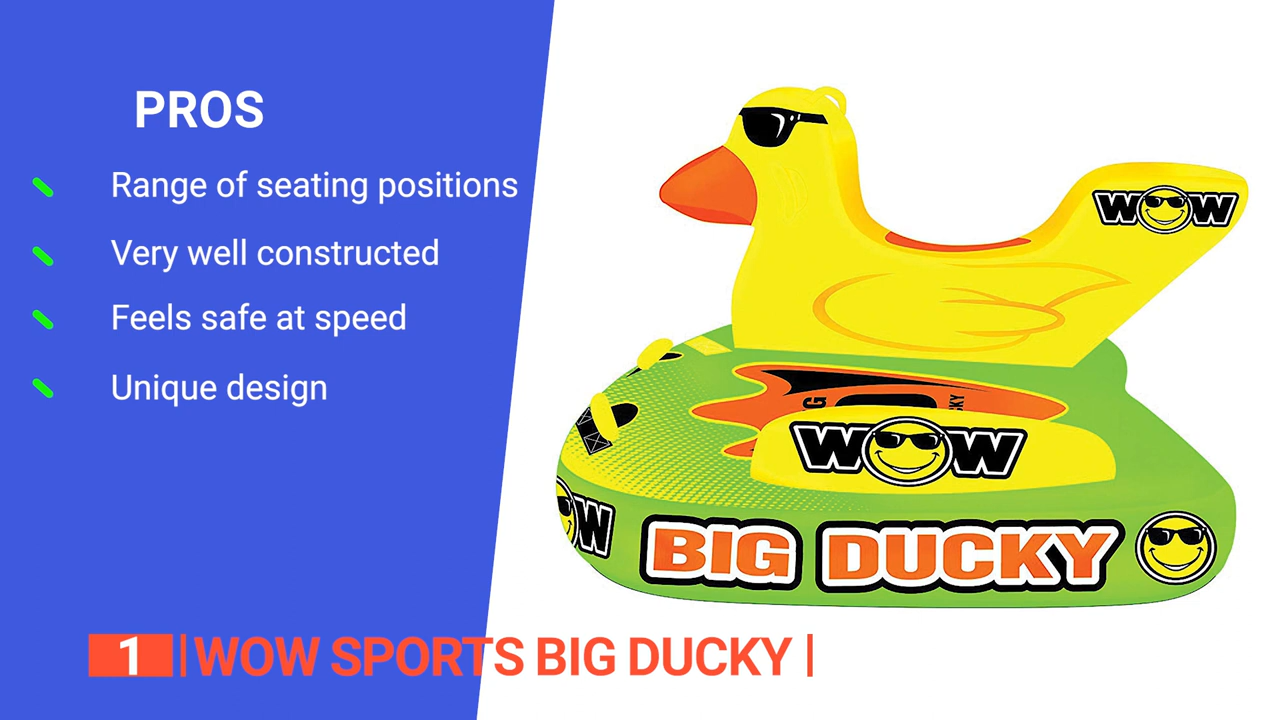 PROS
Range of seating positions
Very well constructed
Feels safe at speed
Unique design
WOW
WOW
W
BIG DUCKY
1 | WOW SPORTS BIG DUCKY |